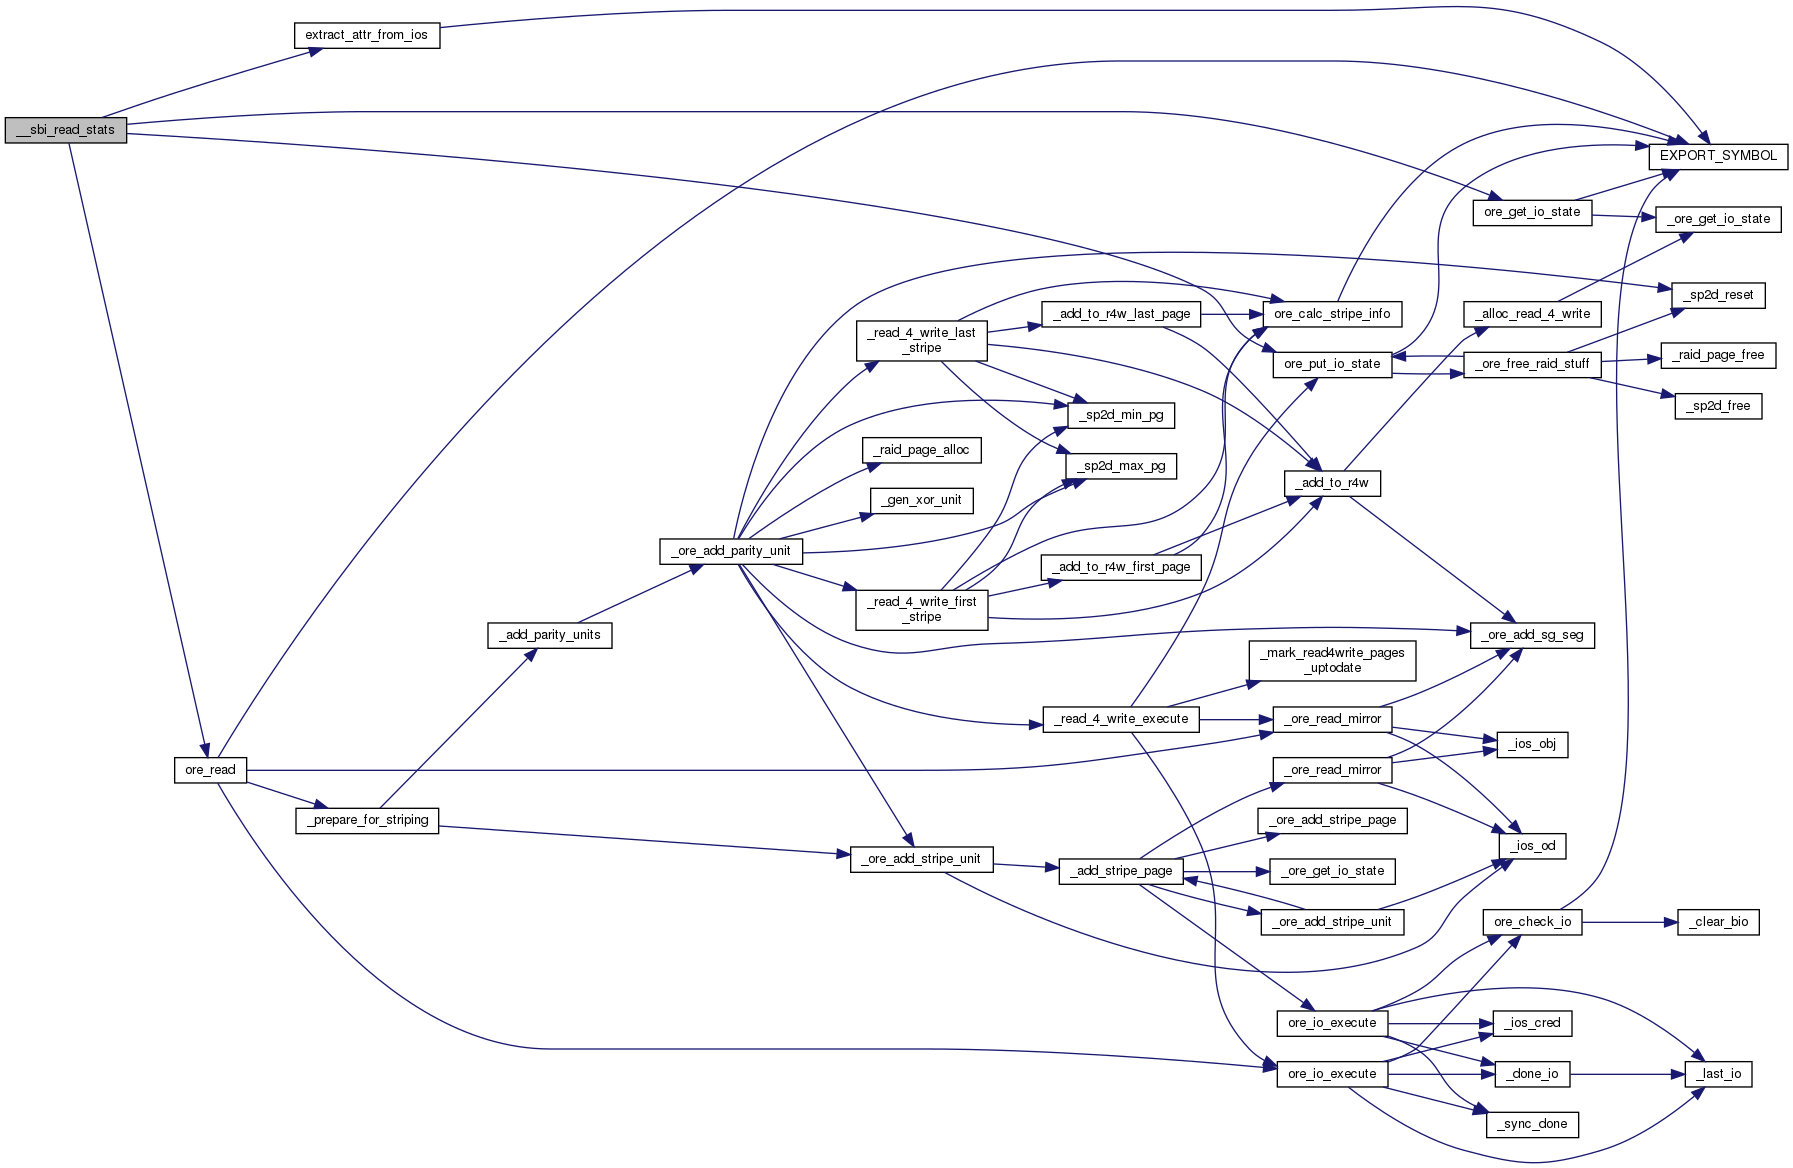 extract_attr_from_ios
__sbi_read_stats
EXPORT_SYMBOL
ore_get_io_state
_ore_get_io_state
_sp2d_reset
_read_4_write_last
_stripe
_add_to_r4w_last_page
ore_calc_stripe_info
_alloc_read_4_write
ore_put_io_state
_ore_free_raid_stuff
_raid_page_free
_sp2d_free
_sp2d_min_pg
_raid_page_alloc
_sp2d_max_pg
_add_to_r4w
_gen_xor_unit
_ore_add_parity_unit
_add_to_r4w_first_page
_read_4_write_first
_stripe
_add_parity_units
_ore_add_sg_seg
_mark_read4write_pages
_uptodate
_read_4_write_execute
_ore_read_mirror
_ios_obj
ore_read
_ore_read_mirror
_prepare_for_striping
_ore_add_stripe_page
_ios_od
_ore_add_stripe_unit
_add_stripe_page
_ore_get_io_state
_ore_add_stripe_unit
ore_check_io
_clear_bio
ore_io_execute
_ios_cred
ore_io_execute
_done_io
_last_io
_sync_done